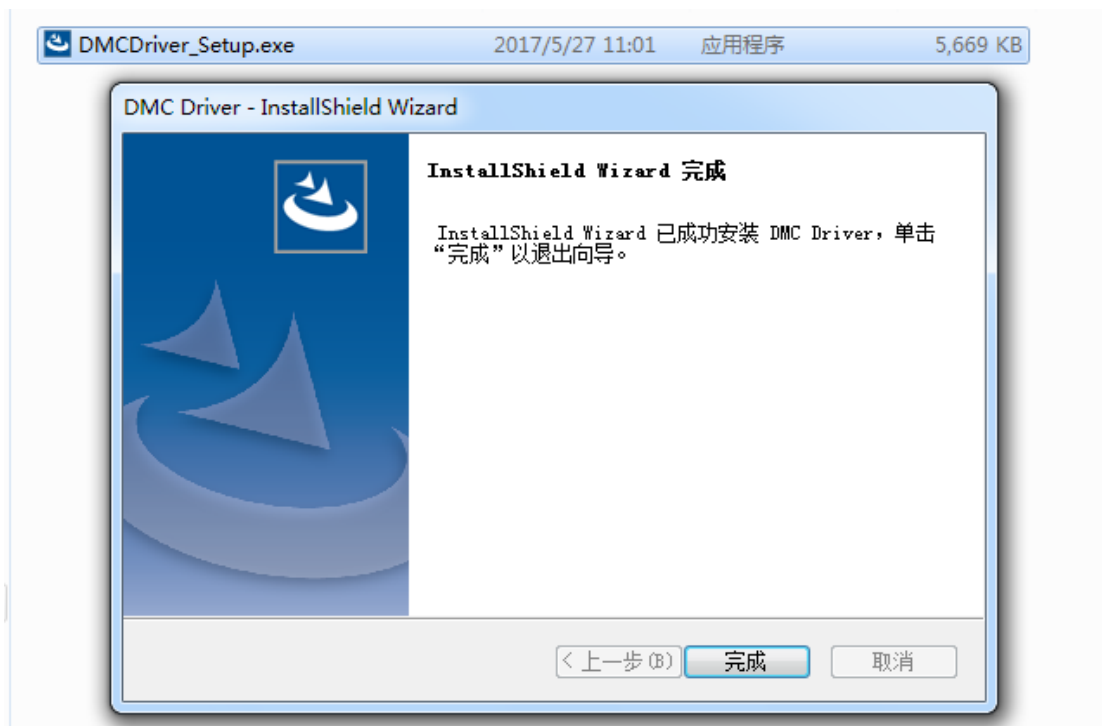 DMCDriver_Setup.exe 2017/5/27 11:01 应用程序 5,669 KB
DMC Driver - InstallShield Wizard
InstallShield Wizard 完成
InstallShield Wizard 已成功安装 DMC Driver，单击
“完成”以退出向导。
< 上一步(B) 完成 取消